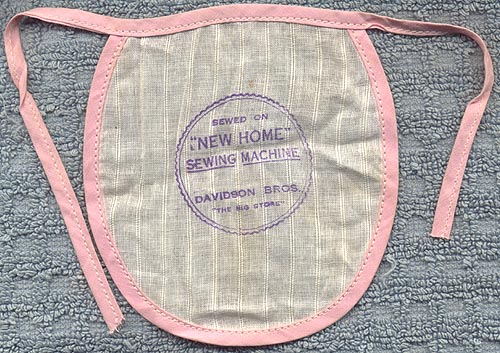 SEWED ON
"NEW HOME"
SEWING MACHINE
DAVIDSON BROS.
"THE BIG STORE"